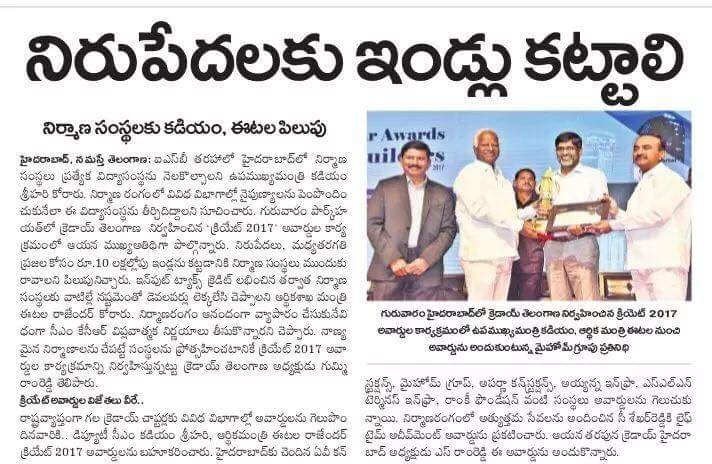 నిరుపేదలకు ఇండ్లు కట్టాలి
నిర్మాణ సంస్థలకు కడియం, ఈటల పిలుపు
హైదరాబాద్, నమస్తే తెలంగాణ: ఐఎస్‌బీ తరహాలో హైదరాబాద్‌లో నిర్మాణ
సంస్థలు ప్రత్యేక విద్యాసంస్థను నెలకొల్పాలని ఉపముఖ్యమంత్రి కడియం
శ్రీహరి కోరారు. నిర్మాణ రంగంలో వివిధ విభాగాల్లో నైపుణ్యాలను పెంపొందిం
చుకునేలా ఈ విద్యాసంస్థను తీర్చిదిద్దాలని సూచించారు. గురువారం పార్క్‌హ
యత్‌లో క్రెడాయ్ తెలంగాణ నిర్వహించిన 'క్రియేట్ 2017' అవార్డుల కార్య
క్రమంలో ఆయన ముఖ్యఅతిథిగా పాల్గొన్నారు. నిరుపేదలు, మధ్యతరగతి
ప్రజల కోసం రూ.10 లక్షల్లోపు ఇండ్లను కట్టడానికి నిర్మాణ సంస్థలు ముందుకు
రావాలని పిలుపునిచ్చారు. ఇన్‌పుట్ ట్యాక్స్ క్రెడిట్ లభించిన తర్వాత నిర్మాణ
సంస్థలకు వాటిల్లే నష్టమెంతో డెవలపర్లు లెక్కలేసి చెప్పాలని ఆర్థికశాఖ మంత్రి
ఈటల రాజేందర్ కోరారు. నిర్మాణరంగం ఆనందంగా వ్యాపారం చేసుకునేవి
ధంగా సీఎం కేసీఆర్ విప్లవాత్మక నిర్ణయాలు తీసుకొన్నారని చెప్పారు. నాణ్య
మైన నిర్మాణాలను చేపట్టే సంస్థలను ప్రోత్సహించటానికే క్రియేట్ 2017 అవా
ర్డుల కార్యక్రమాన్ని నిర్వహిస్తున్నట్టు క్రెడాయ్ తెలంగాణ అధ్యక్షుడు గుమ్మి
రాంరెడ్డి తెలిపారు.
క్రియేట్ అవార్డుల విజేతలు వీరే..
రాష్ట్రవ్యాప్తంగా గల క్రెడాయ్ చాప్టర్లకు వివిధ విభాగాల్లో అవార్డులను గెలుపొం
దినవారికి.. డిప్యూటీ సీఎం కడియం శ్రీహరి, ఆర్థికమంత్రి ఈటల రాజేందర్
క్రియేట్ 2017 అవార్డులను బహూకరించారు. హైదరాబాద్‌కు చెందిన ఏవీ కన్
r Awards
uilders
2017
గురువారం హైదరాబాద్‌లో క్రెడాయ్ తెలంగాణ నిర్వహించిన క్రియేట్ 2017
అవార్డుల కార్యక్రమంలో ఉపముఖ్యమంత్రి కడియం, ఆర్థిక మంత్రి ఈటల నుంచి
అవార్డును అందుకుంటున్న మైహోమ్ గ్రూపు ప్రతినిధి
స్ట్రక్షన్స్, మైహోమ్ గ్రూప్, అపర్ణా కన్‌స్ట్రక్షన్స్, అయ్యన్న ఇన్‌ఫ్రా, ఎస్ఎల్ఎన్
టెర్మినస్ ఇన్‌ఫ్రా, రాంకీ ఫౌండేషన్ వంటి సంస్థలు అవార్డులను గెలుచుకు
న్నాయి. నిర్మాణరంగంలో అత్యుత్తమ సేవలను అందించిన సీ శేఖర్‌రెడ్డికి లైఫ్
టైమ్ అచీవ్‌మెంట్ అవార్డును ప్రకటించారు. ఆయన తరపున క్రెడాయ్ హైదరా
బాద్ అధ్యక్షుడు ఎస్ రాంరెడ్డి ఈ అవార్డును అందుకొన్నారు.